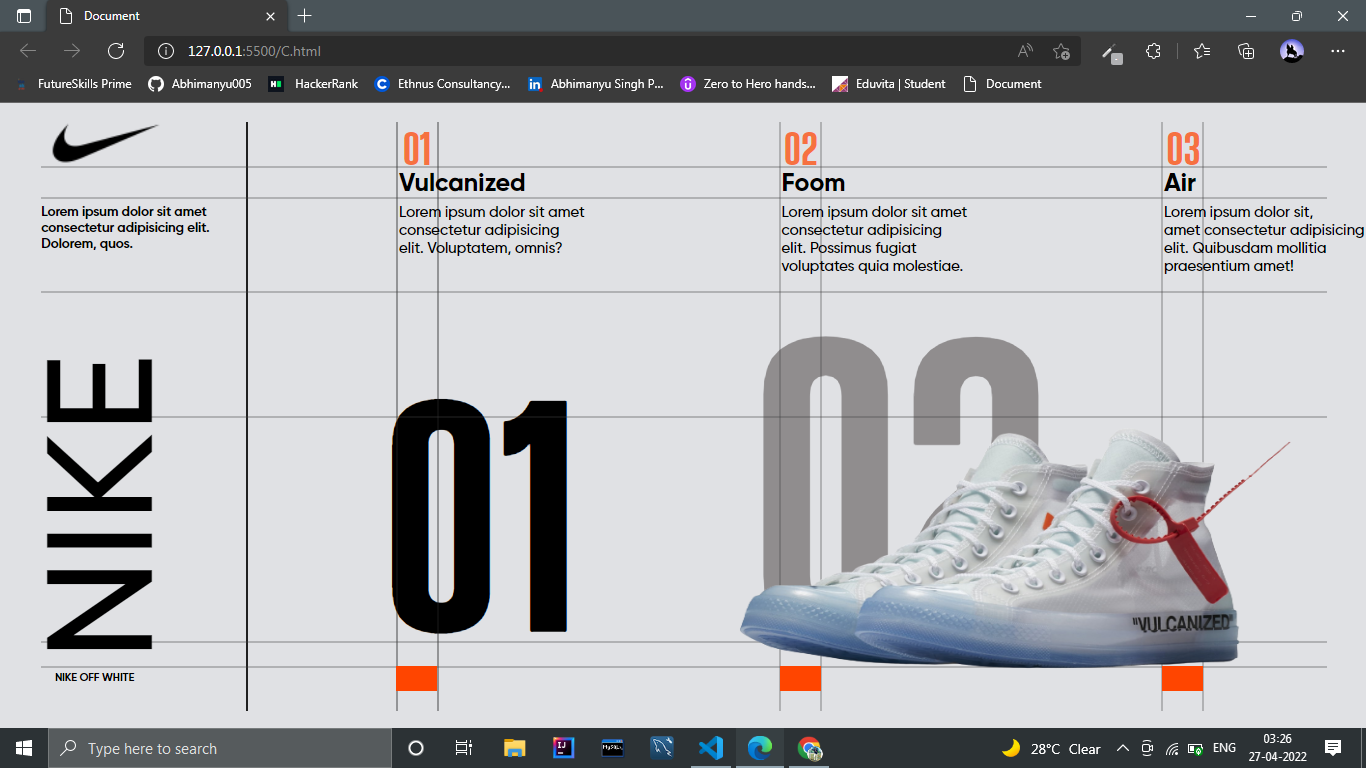 Document
127.0.0.1:5500/C.html
FutureSkills Prime
Abhimanyu005
HackerRank
Ethnus Consultancy...
Abhimanyu Singh P...
Zero to Hero hands...
Eduvita | Student
Document
01
02
03
Vulcanized
Foom
Air
Lorem ipsum dolor sit amet
consectetur adipisicing elit.
Dolorem, quos.
Lorem ipsum dolor sit amet
consectetur adipisicing
elit. Voluptatem, omnis?
Lorem ipsum dolor sit amet
consectetur adipisicing
elit. Possimus fugiat
voluptates quia molestiae.
Lorem ipsum dolor sit,
amet consectetur adipisicing
elit. Quibusdam mollitia
praesentium amet!
NIKE
01
02
"VULCANIZED"
NIKE OFF WHITE
Type here to search
MySQL
28°C Clear
ENG
03:26
27-04-2022